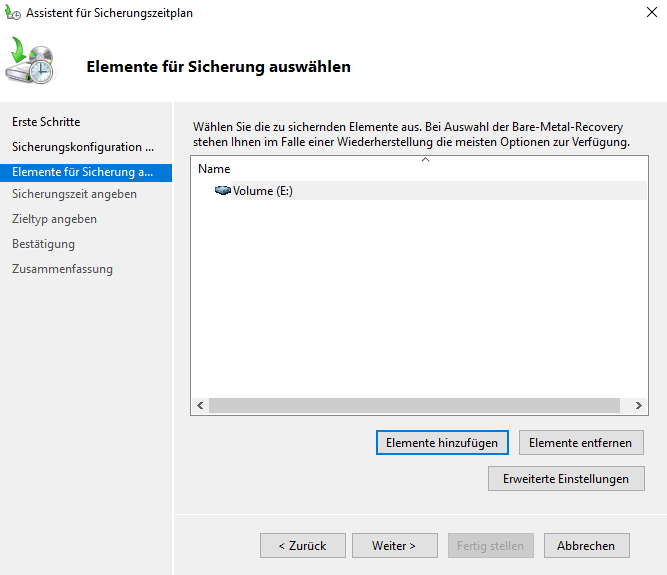 Assistent für Sicherungszeitplan
Elemente für Sicherung auswählen
Erste Schritte
Sicherungskonfiguration ...
Elemente für Sicherung a...
Sicherungszeit angeben
Zieltyp angeben
Bestätigung
Zusammenfassung
Wählen Sie die zu sichernden Elemente aus. Bei Auswahl der Bare-Metal-Recovery
stehen Ihnen im Falle einer Wiederherstellung die meisten Optionen zur Verfügung.
Name
Volume (E:)
Elemente hinzufügen
Elemente entfernen
Erweiterte Einstellungen
< Zurück
Weiter >
Fertig stellen
Abbrechen